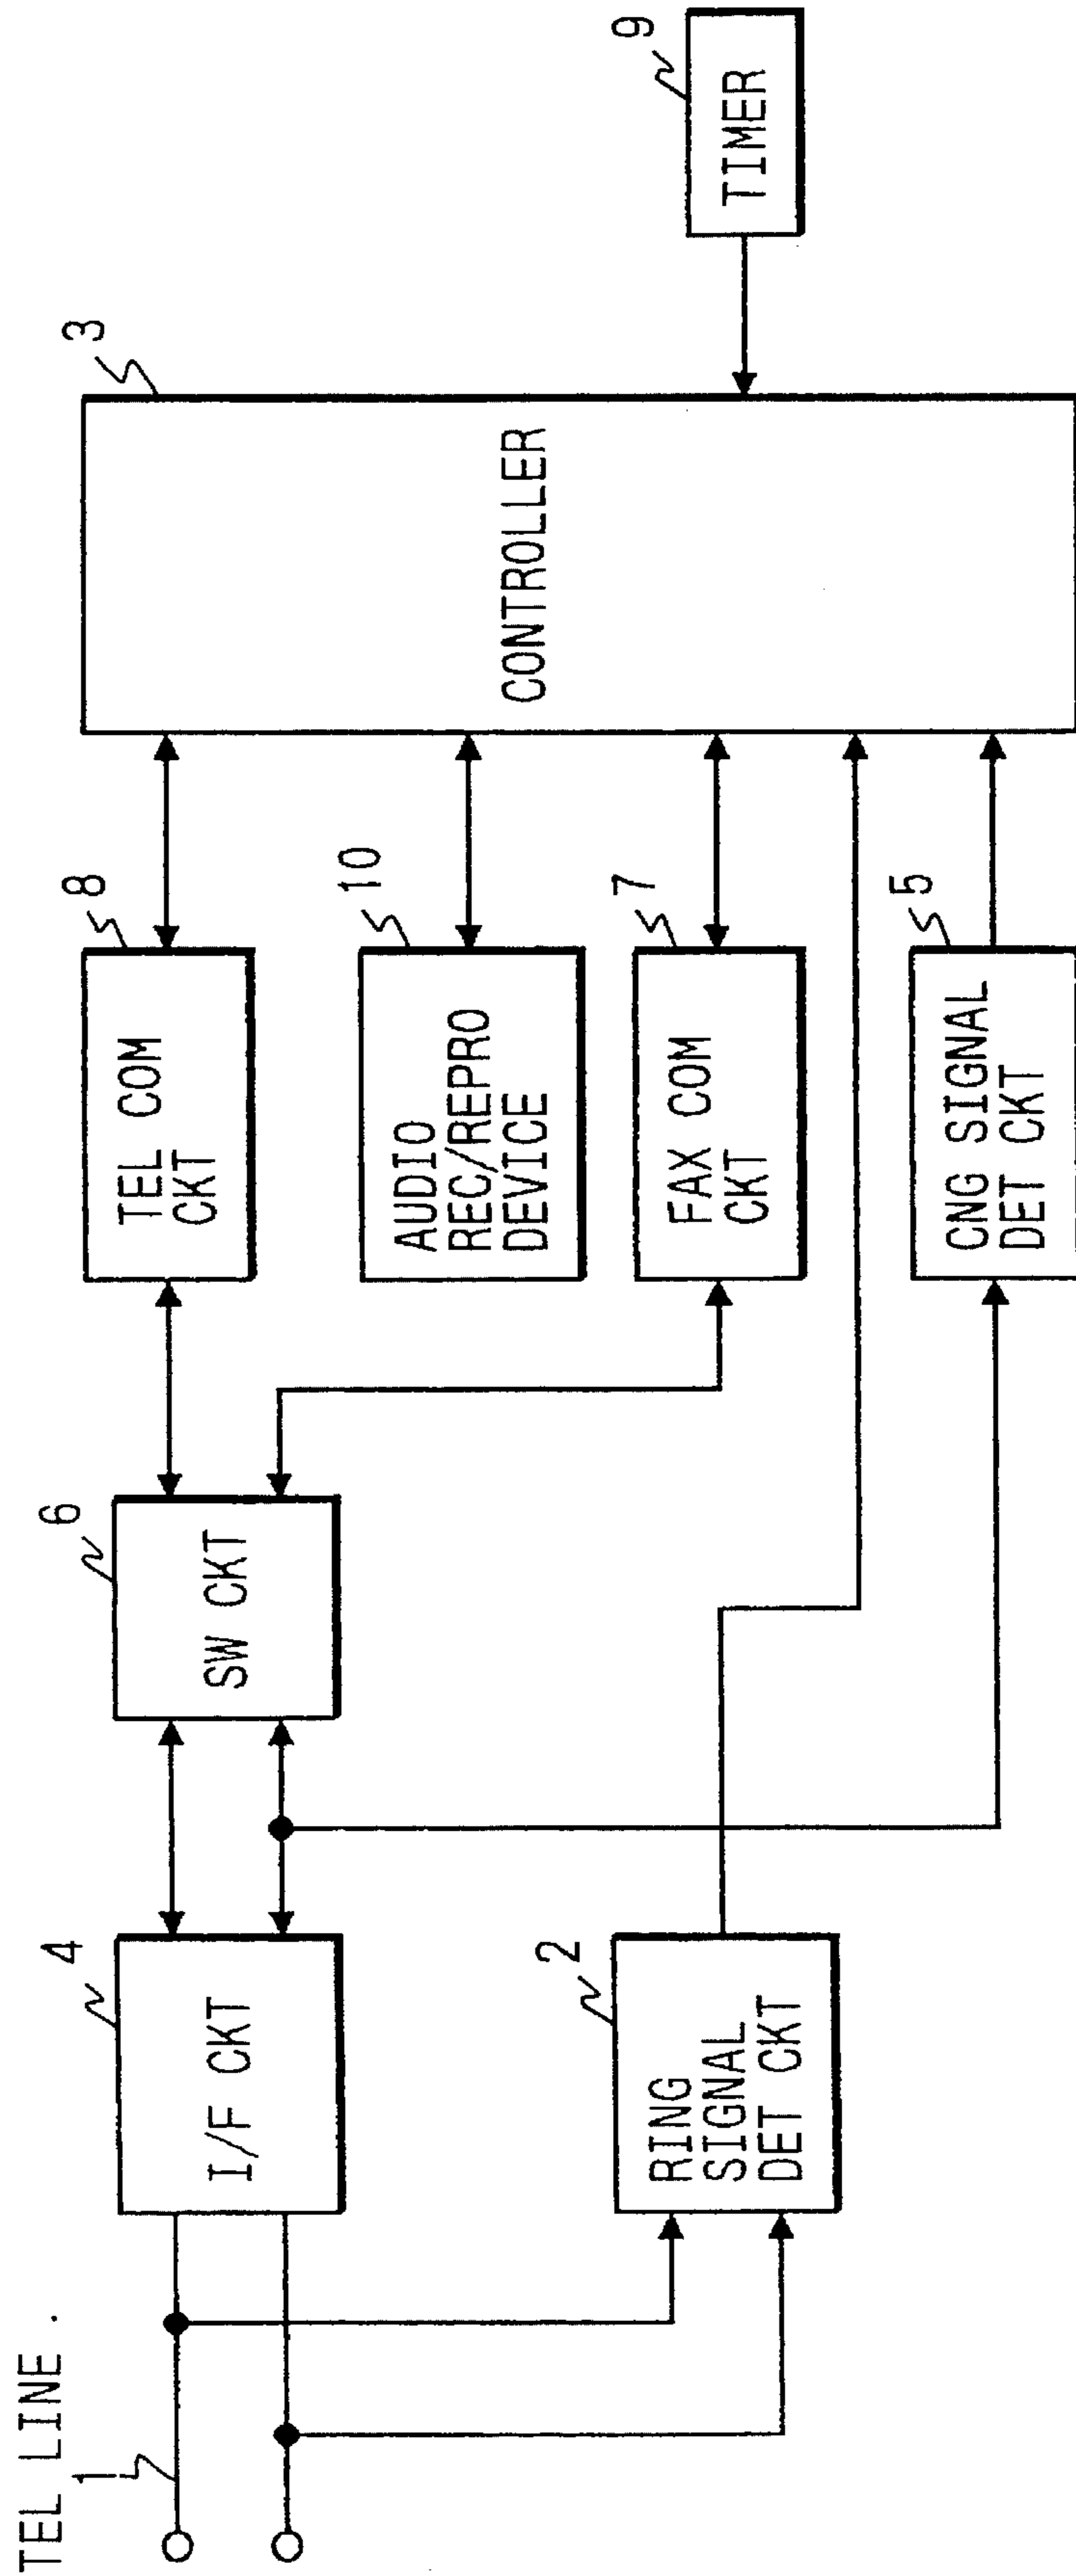 TEL LINE .
1
4
I/F CKT
2
RING
SIGNAL
DET CKT
6
SW CKT
8
TEL COM
CKT
10
AUDIO
REC/REPRO
DEVICE
7
FAX COM
CKT
5
CNG SIGNAL
DET CKT
3
CONTROLLER
9
TIMER